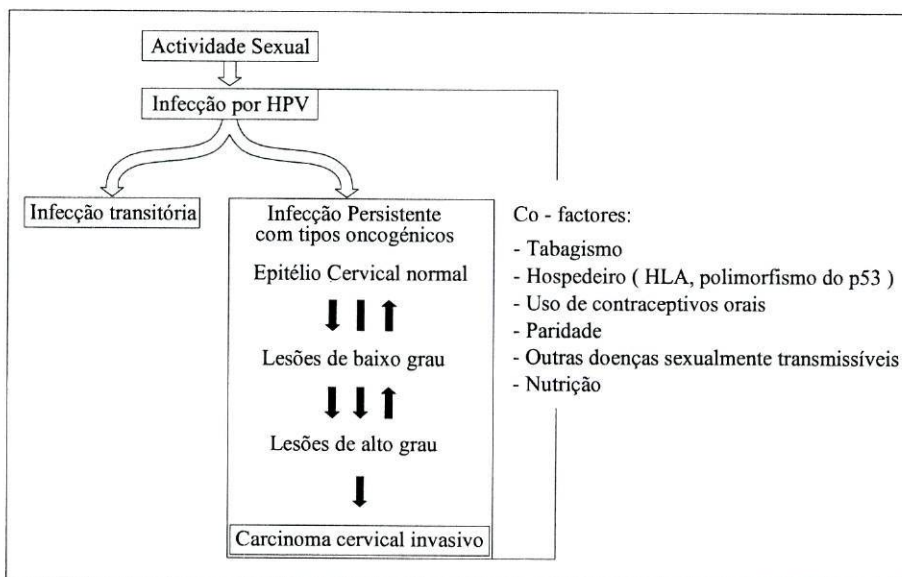 Actividade Sexual
Infecção por HPV
Infecção transitória
Infecção Persistente
com tipos oncogénicos
Epitélio Cervical normal
Lesões de baixo grau
Lesões de alto grau
Carcinoma cervical invasivo
Co - factores:
- Tabagismo
- Hospedeiro ( HLA, polimorfismo do p53 )
- Uso de contraceptivos orais
- Paridade
- Outras doenças sexualmente transmissíveis
- Nutrição